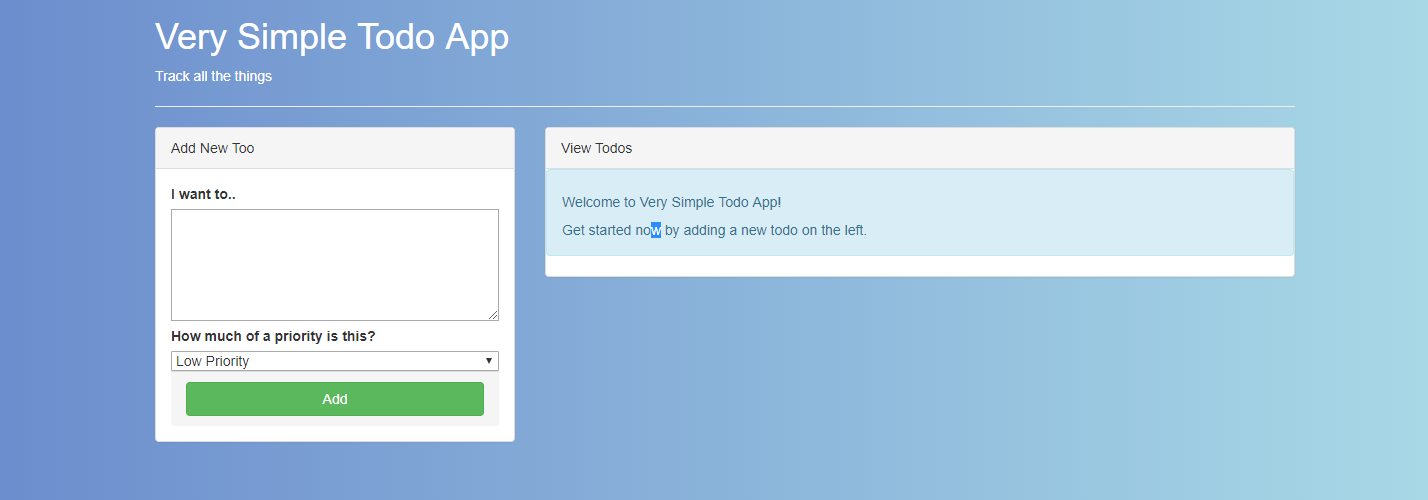 Very Simple Todo App
Track all the things
Add New Too
I want to..
How much of a priority is this?
Low Priority
Add
View Todos
Welcome to Very Simple Todo App!
Get started now by adding a new todo on the left.